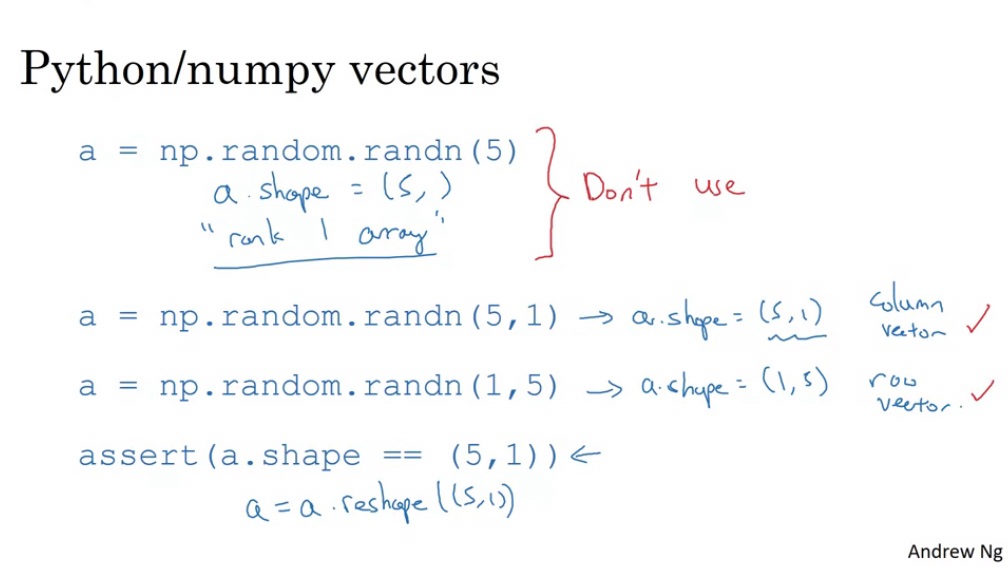 Python/numpy vectors
a = np.random.randn(5)
a.shape = (5, )
"rank 1 array"
Don't use
a = np.random.randn(5,1) → a.shape = (5,1) column vector ✓
a = np.random.randn(1,5) → a.shape = (1,5) row vector. ✓
assert(a.shape == (5,1)) ←
a = a.reshape((5,1))
Andrew Ng